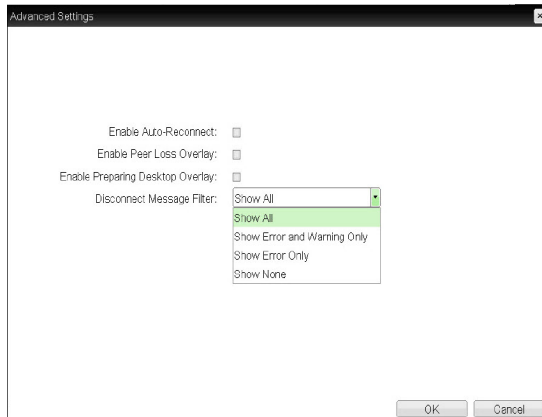 Advanced Settings
Enable Auto-Reconnect:
Enable Peer Loss Overlay:
Enable Preparing Desktop Overlay:
Disconnect Message Filter: Show All
Show All
Show Error and Warning Only
Show Error Only
Show None
OK Cancel